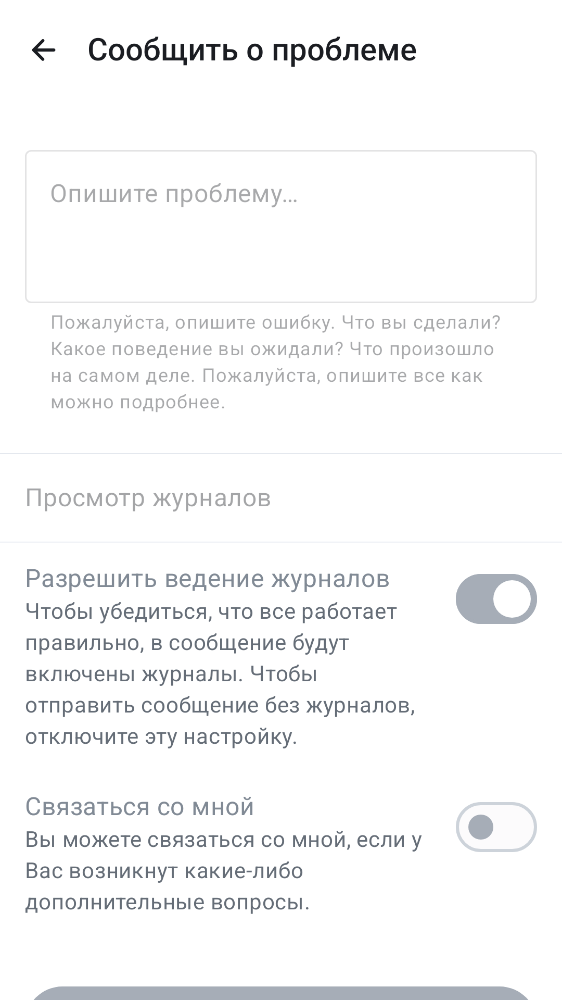 Сообщить о проблеме
Опишите проблему…
Пожалуйста, опишите ошибку. Что вы сделали?
Какое поведение вы ожидали? Что произошло
на самом деле. Пожалуйста, опишите все как
можно подробнее.
Просмотр журналов
Разрешить ведение журналов
Чтобы убедиться, что все работает
правильно, в сообщение будут
включены журналы. Чтобы
отправить сообщение без журналов,
отключите эту настройку.
Связаться со мной
Вы можете связаться со мной, если у
Вас возникнут какие-либо
дополнительные вопросы.